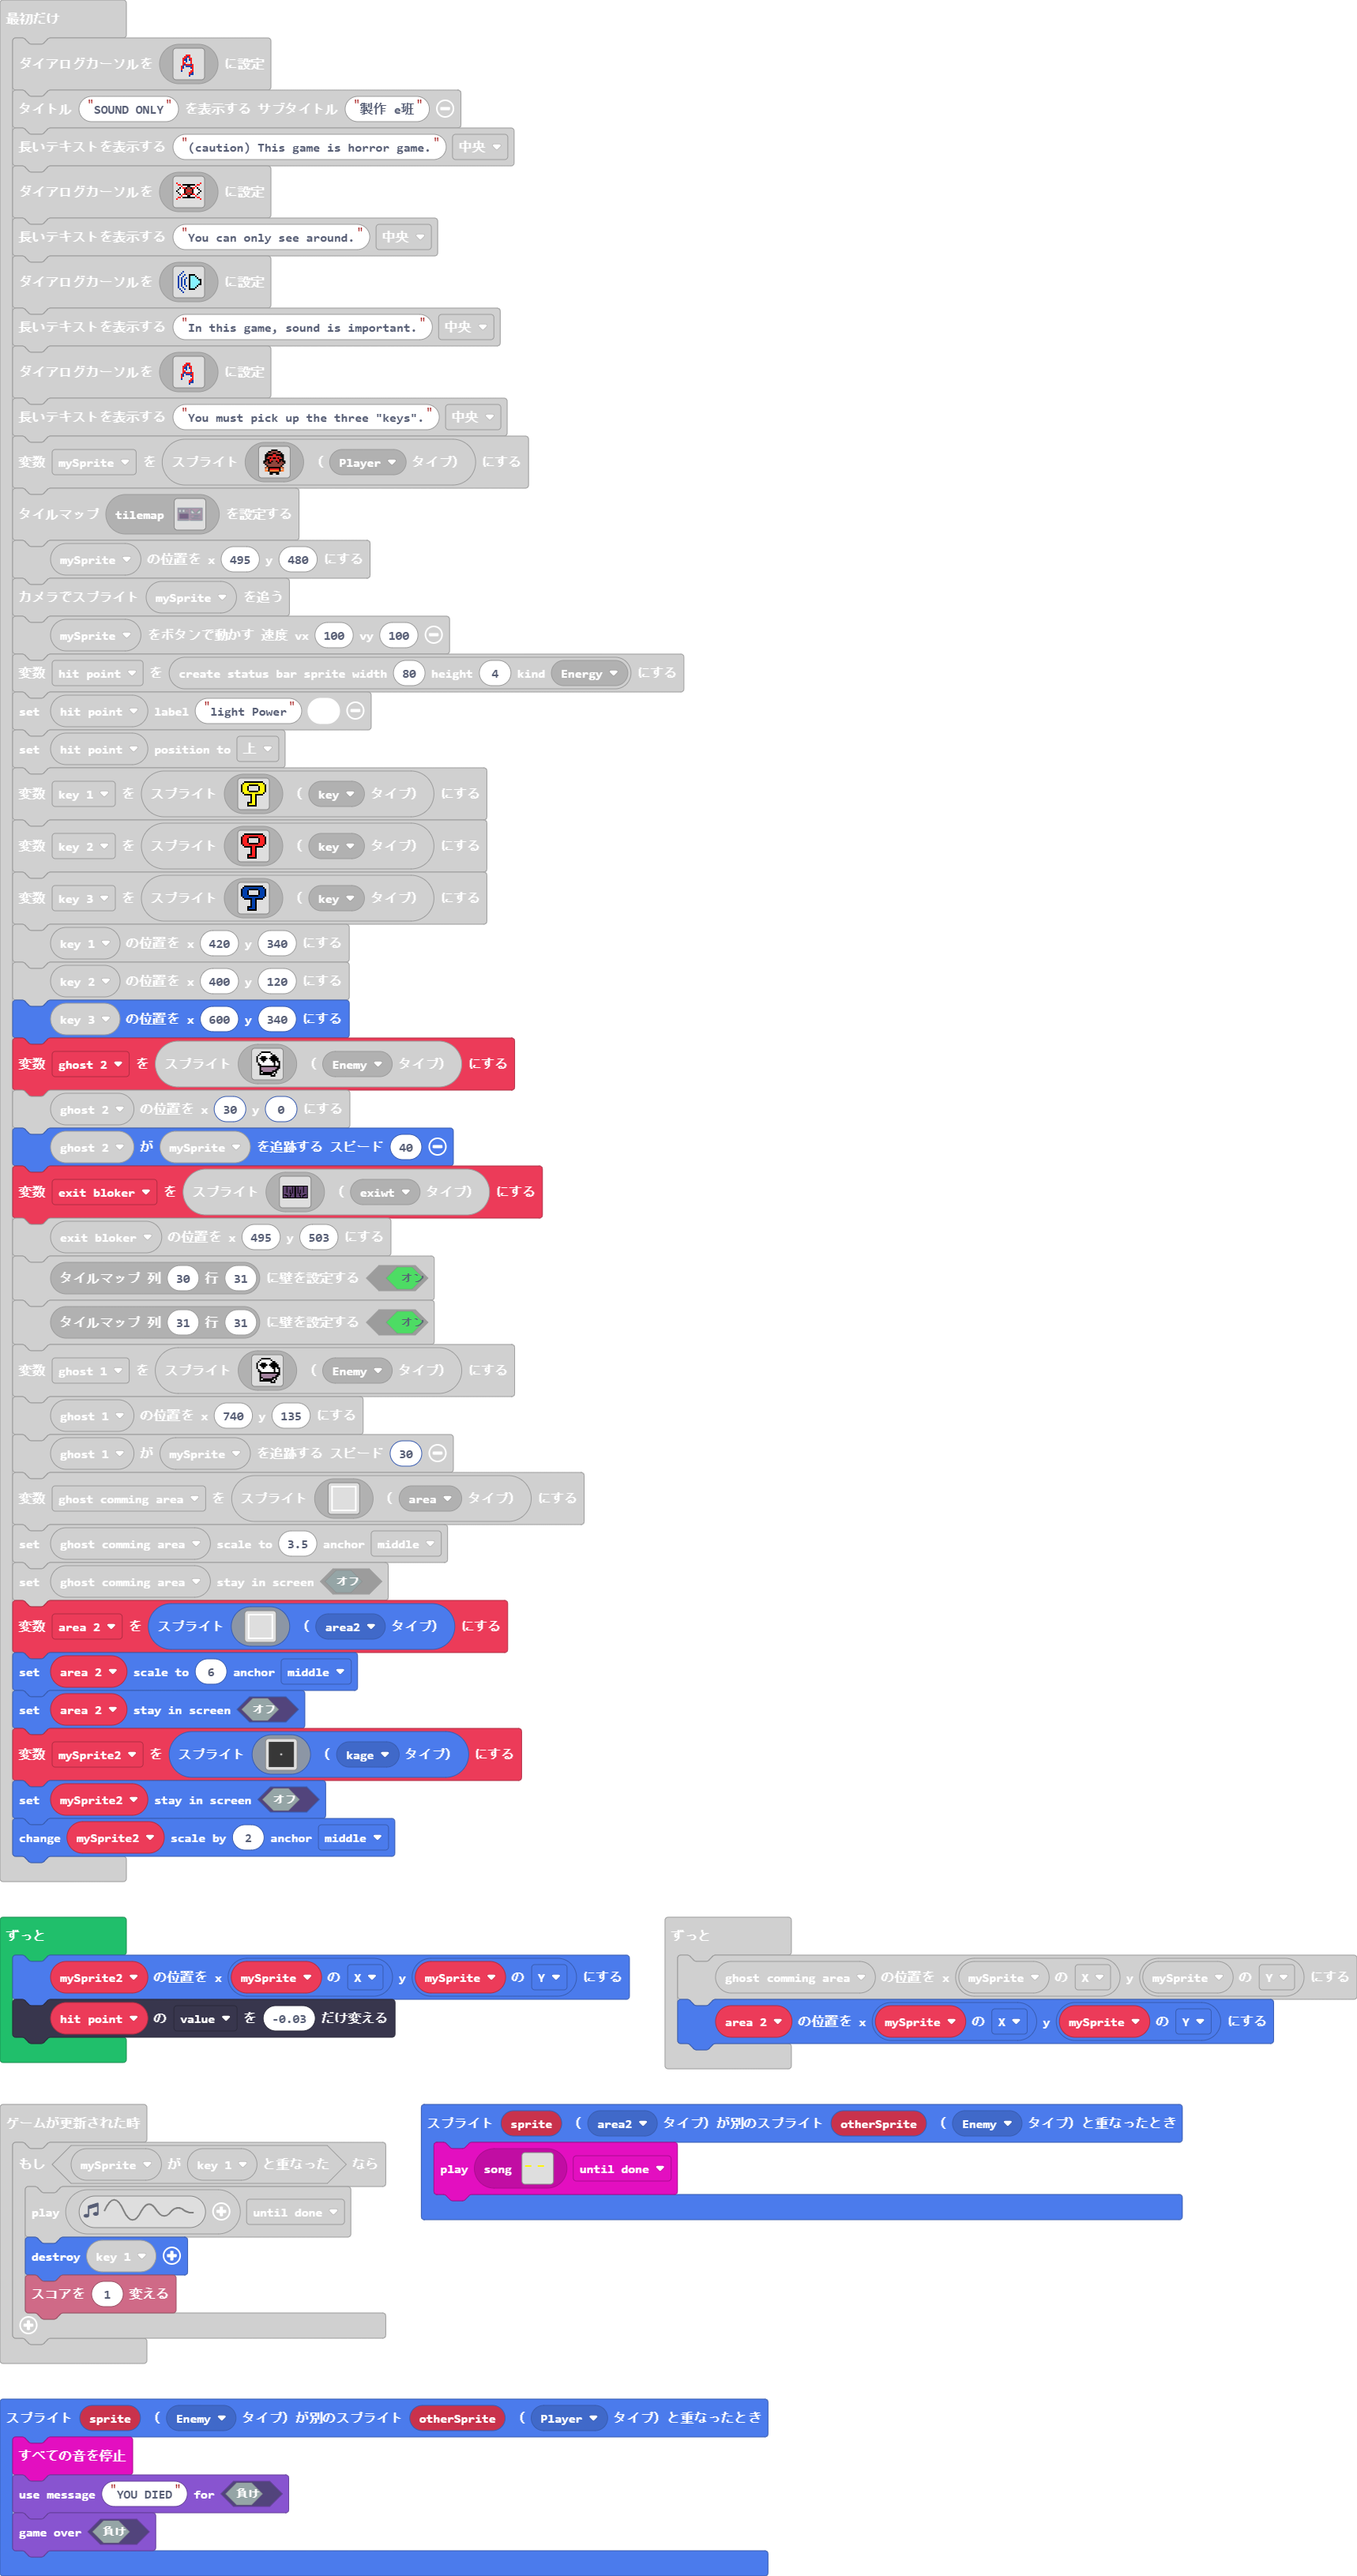 最初だけ
ダイアログカーソルを に設定
タイトル "SOUND ONLY" を表示する サブタイトル "製作 e班"
長いテキストを表示する "(caution) This game is horror game." 中央
ダイアログカーソルを に設定
長いテキストを表示する "You can only see around." 中央
ダイアログカーソルを に設定
長いテキストを表示する "In this game, sound is important." 中央
ダイアログカーソルを に設定
長いテキストを表示する "You must pick up the three "keys"." 中央
変数 mySprite を スプライト ( Player タイプ) にする
タイルマップ tilemap を設定する
mySprite の位置を x 495 y 480 にする
カメラでスプライト mySprite を追う
mySprite をボタンで動かす 速度 vx 100 vy 100
変数 hit point を create status bar sprite width 80 height 4 kind Energy にする
set hit point label "light Power"
set hit point position to 上
変数 key 1 を スプライト ( key タイプ) にする
変数 key 2 を スプライト ( key タイプ) にする
変数 key 3 を スプライト ( key タイプ) にする
key 1 の位置を x 420 y 340 にする
key 2 の位置を x 400 y 120 にする
key 3 の位置を x 600 y 340 にする
変数 ghost 2 を スプライト ( Enemy タイプ) にする
ghost 2 の位置を x 30 y 0 にする
ghost 2 が mySprite を追跡する スピード 40
変数 exit bloker を スプライト ( exiwt タイプ) にする
exit bloker の位置を x 495 y 503 にする
タイルマップ 列 30 行 31 に壁を設定する オン
タイルマップ 列 31 行 31 に壁を設定する オン
変数 ghost 1 を スプライト ( Enemy タイプ) にする
ghost 1 の位置を x 740 y 135 にする
ghost 1 が mySprite を追跡する スピード 30
変数 ghost comming area を スプライト ( area タイプ) にする
set ghost comming area scale to 3.5 anchor middle
set ghost comming area stay in screen オフ
変数 area 2 を スプライト ( area2 タイプ) にする
set area 2 scale to 6 anchor middle
set area 2 stay in screen オフ
変数 mySprite2 を スプライト ( kage タイプ) にする
set mySprite2 stay in screen オフ
change mySprite2 scale by 2 anchor middle
ずっと
mySprite2 の位置を x mySprite の X y mySprite の Y にする
hit point の value を -0.03 だけ変える
ずっと
ghost comming area の位置を x mySprite の X y mySprite の Y にする
area 2 の位置を x mySprite の X y mySprite の Y にする
ゲームが更新された時
もし mySprite が key 1 と重なった なら
play until done
destroy key 1
スコアを 1 変える
スプライト sprite ( area2 タイプ) が別のスプライト otherSprite ( Enemy タイプ) と重なったとき
play song until done
スプライト sprite ( Enemy タイプ) が別のスプライト otherSprite ( Player タイプ) と重なったとき
すべての音を停止
use message "YOU DIED" for 負け
game over 負け